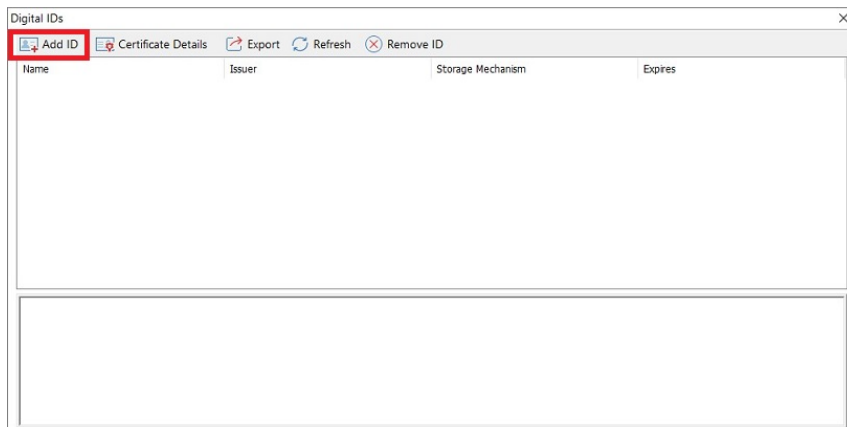 Digital IDs
Add ID Certificate Details Export Refresh Remove ID
Name Issuer Storage Mechanism Expires